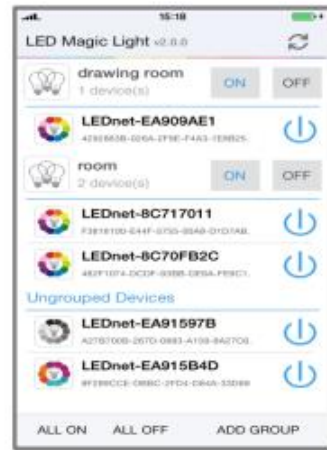 15:18
LED Magic Light v2.0.0
drawing room
ON
OFF
1 device(s)
LEDnet-EA909AE1
room
ON
OFF
2 device(s)
LEDnet-8C717011
LEDnet-8C70FB2C
Ungrouped Devices
LEDnet-EA91597B
LEDnet-EA915B4D
ALL ON ALL OFF ADD GROUP